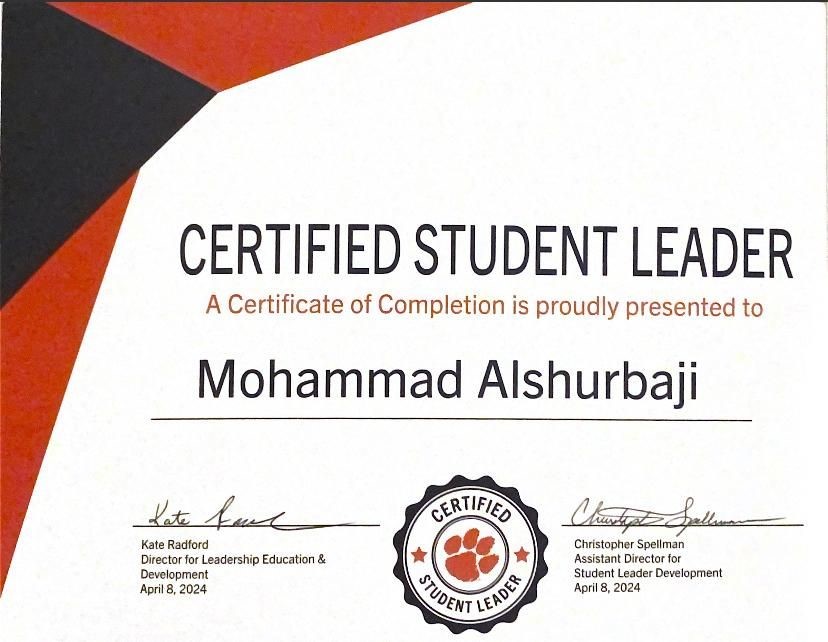 CERTIFIED STUDENT LEADER
A Certificate of Completion is proudly presented to
Mohammad Alshurbaji
Kate Radford
Director for Leadership Education &
Development
April 8, 2024
CERTIFIED
STUDENT LEADER
Christopher Spellman
Christopher Spellman
Assistant Director for
Student Leader Development
April 8, 2024